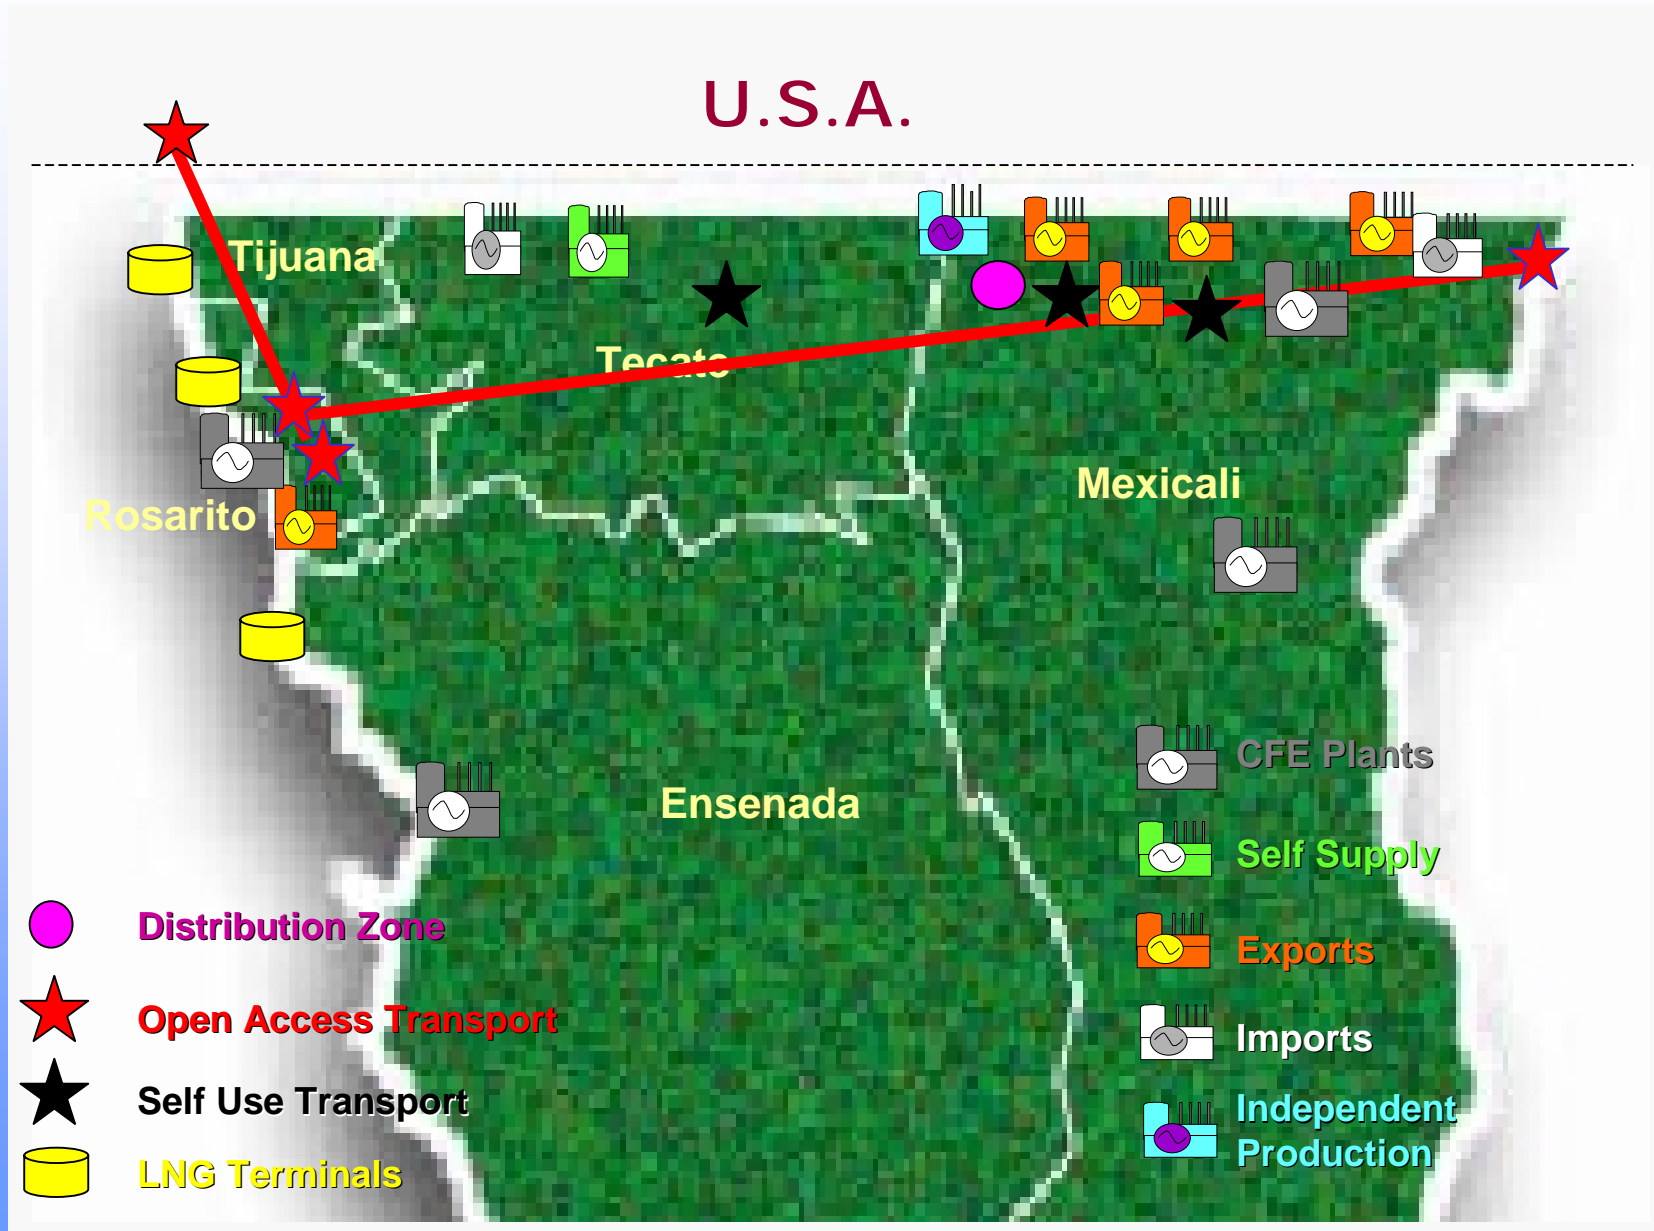 U.S.A.
Tijuana
Tecate
Mexicali
Rosarito
Ensenada
CFE Plants
Self Supply
Exports
Imports
Independent
Production
Distribution Zone
Open Access Transport
Self Use Transport
LNG Terminals